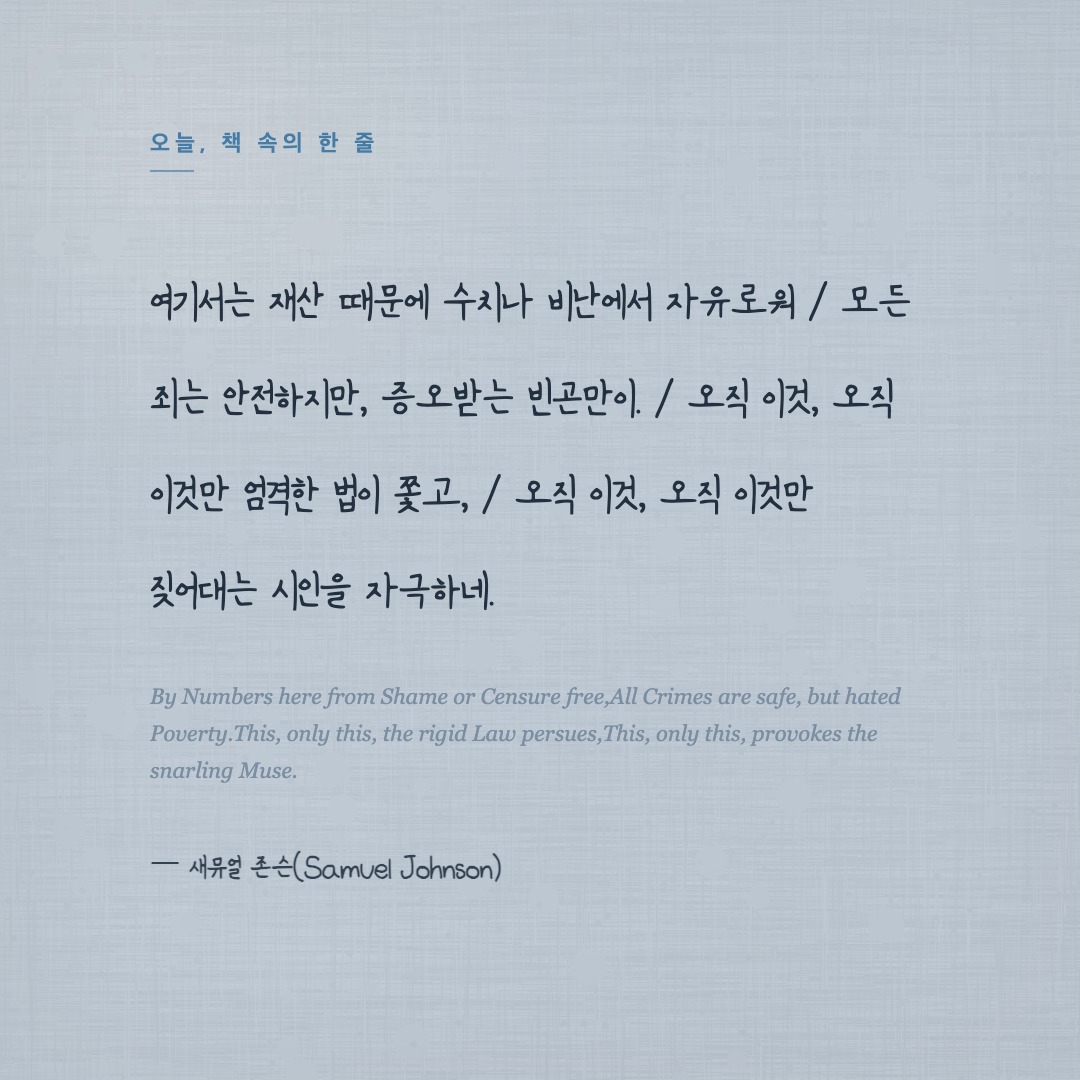 오늘, 책 속의 한 줄
여기서는 재산 때문에 수치나 비난에서 자유로워 / 모든
죄는 안전하지만, 증오받는 빈곤만이. / 오직 이것, 오직
이것만 엄격한 법이 쫓고, / 오직 이것, 오직 이것만
짖어대는 시인을 자극하네.
By Numbers here from Shame or Censure free,All Crimes are safe, but hated
Poverty.This, only this, the rigid Law persues,This, only this, provokes the
snarling Muse.
— 새뮤얼 존슨(Samuel Johnson)